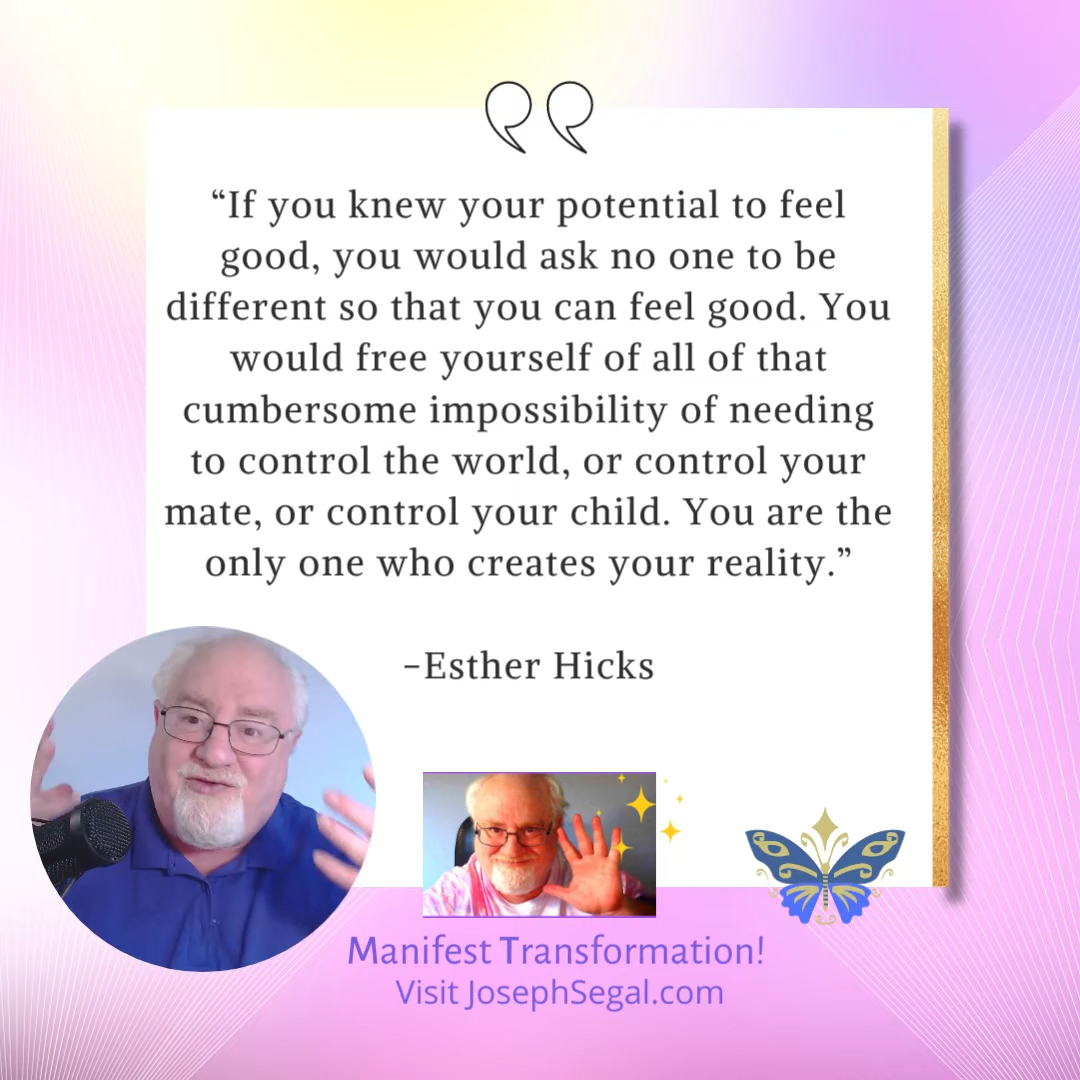 “If you knew your potential to feel
good, you would ask no one to be
different so that you can feel good. You
would free yourself of all of that
cumbersome impossibility of needing
to control the world, or control your
mate, or control your child. You are the
only one who creates your reality.”
–Esther Hicks
Manifest Transformation!
Visit JosephSegal.com